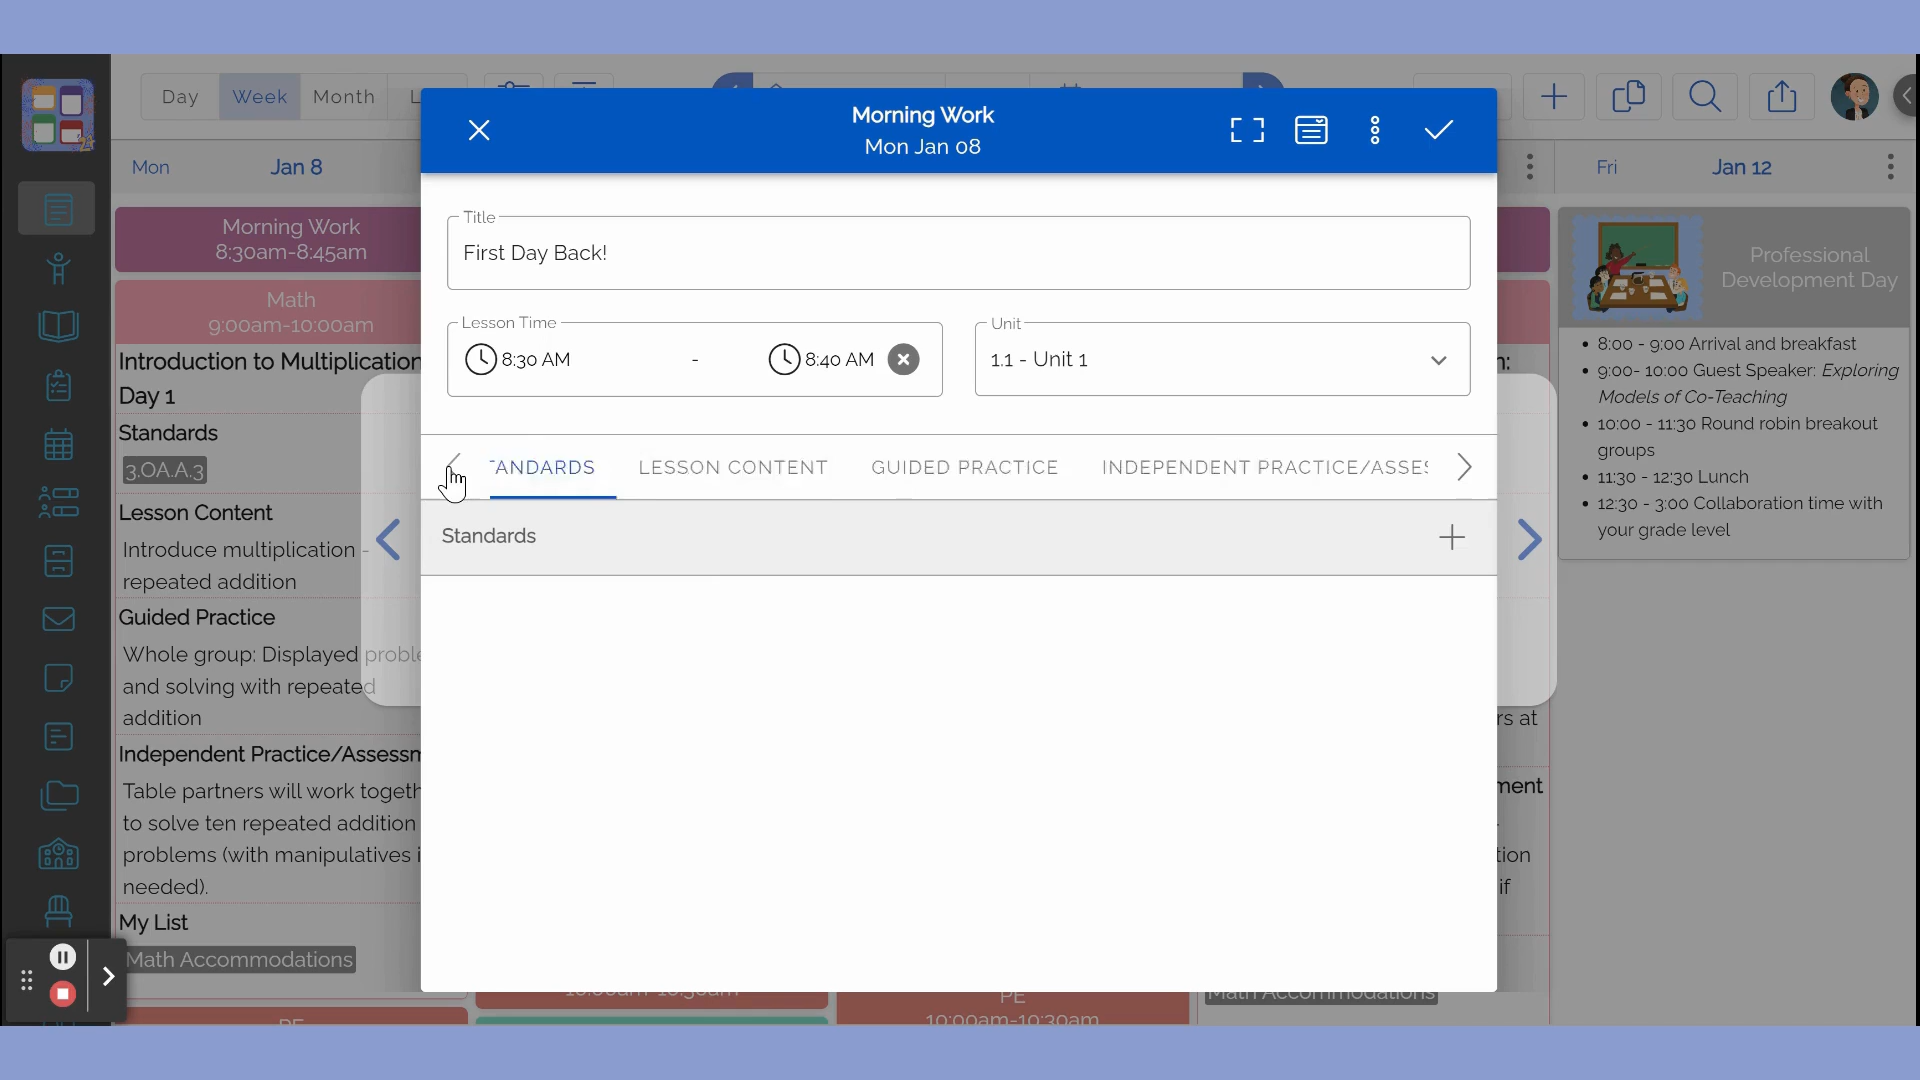 Day
Week
Month
L
Mon
Jan 8
Fri
Jan 12
Morning Work
8:30am-8:45am
Math
9:00am-10:00am
Introduction to Multiplication
Day 1
Standards
3.OA.A.3
Lesson Content
Introduce multiplication -
repeated addition
Guided Practice
Whole group: Displayed proble
and solving with repeated
addition
Independent Practice/Assessm
Table partners will work togeth
to solve ten repeated addition
problems (with manipulatives i
needed).
My List
Math Accommodations
PE
Morning Work
Mon Jan 08
Title
First Day Back!
Lesson Time
8:30 AM
-
8:40 AM
Unit
1.1 - Unit 1
TANDARDS
LESSON CONTENT
GUIDED PRACTICE
INDEPENDENT PRACTICE/ASSES
Standards
10:00am-10:30am
PE
10:00am-10:30am
Math Accommodations
n:
rs at
ment
tion
if
Professional
Development Day
• 8:00 - 9:00 Arrival and breakfast
• 9:00- 10:00 Guest Speaker: Exploring
Models of Co-Teaching
• 10:00 - 11:30 Round robin breakout
groups
• 11:30 - 12:30 Lunch
• 12:30 - 3:00 Collaboration time with
your grade level